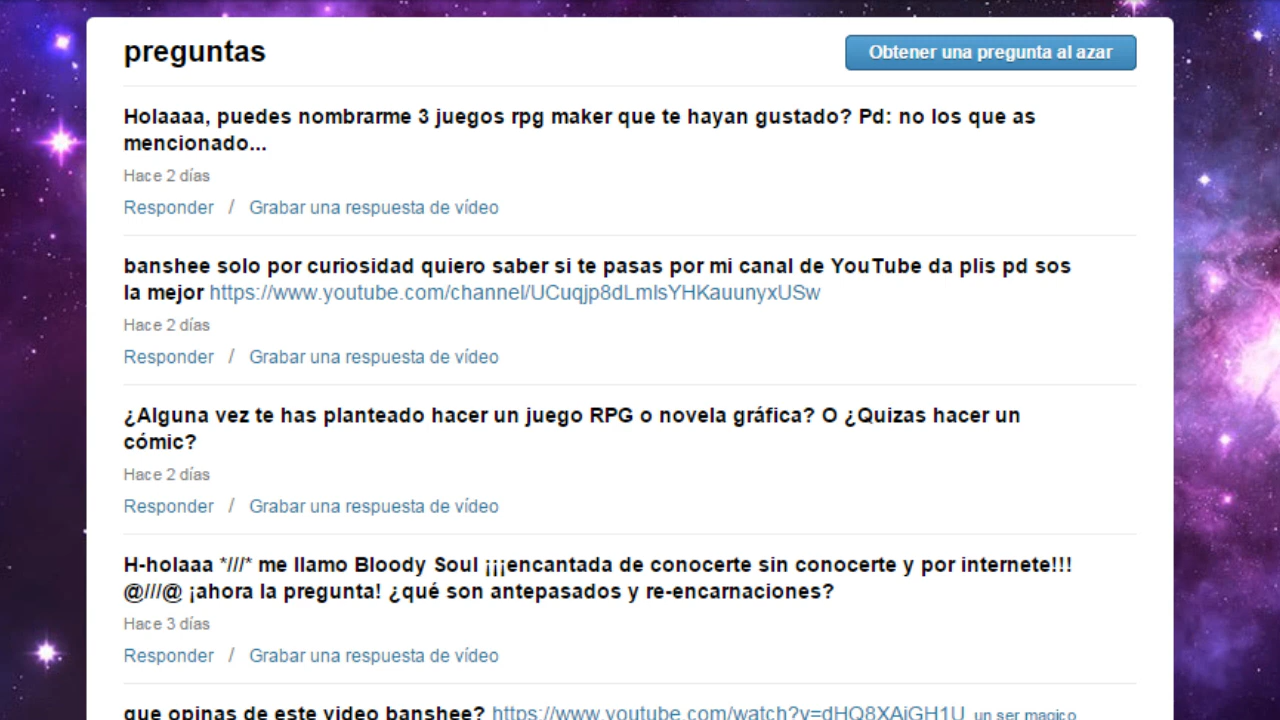 preguntas
Obtener una pregunta al azar
Holaaaa, puedes nombrarme 3 juegos rpg maker que te hayan gustado? Pd: no los que as
mencionado...
Hace 2 días
Responder / Grabar una respuesta de vídeo
banshee solo por curiosidad quiero saber si te pasas por mi canal de YouTube da plis pd sos
la mejor https://www.youtube.com/channel/UCuqjp8dLmIsYHKauunyxUSw
Hace 2 días
Responder / Grabar una respuesta de vídeo
¿Alguna vez te has planteado hacer un juego RPG o novela gráfica? O ¿Quizas hacer un
cómic?
Hace 2 días
Responder / Grabar una respuesta de vídeo
H-holaaa *///* me llamo Bloody Soul ¡¡¡encantada de conocerte sin conocerte y por internete!!!
@///@ ¡ahora la pregunta! ¿qué son antepasados y re-encarnaciones?
Hace 3 días
Responder / Grabar una respuesta de vídeo
que opinas de este video banshee? https://www.youtube.com/watch?v=dHQ8XAiGH1U un ser magico